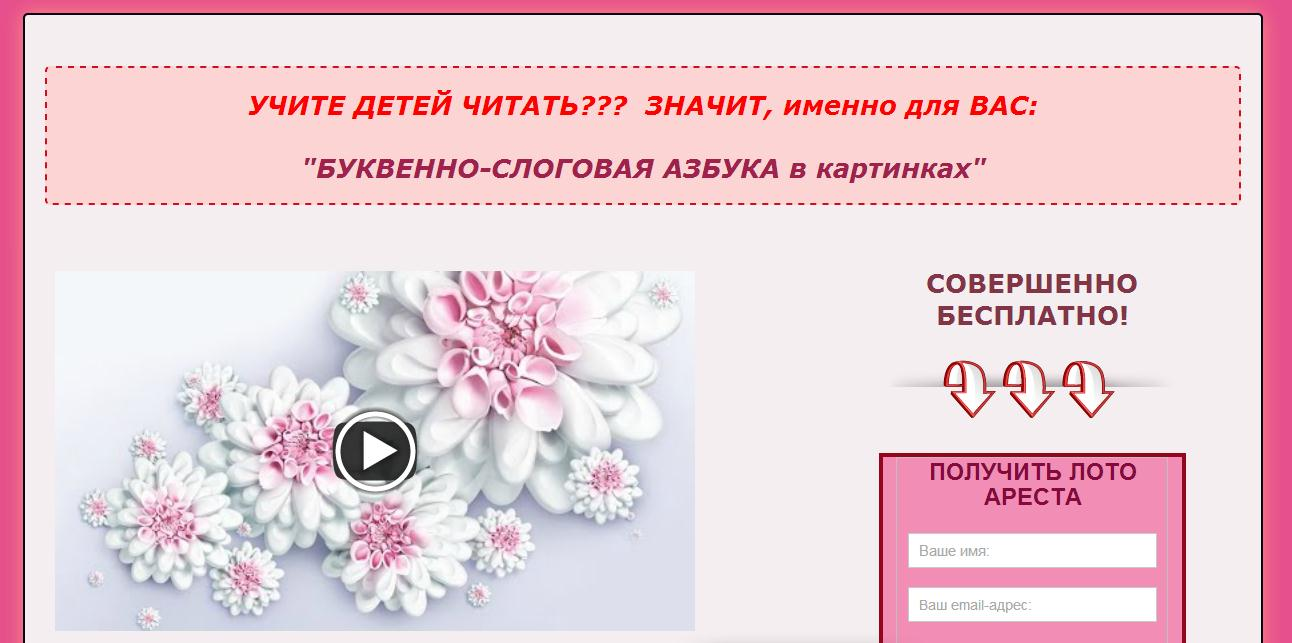 УЧИТЕ ДЕТЕЙ ЧИТАТЬ???  ЗНАЧИТ, именно для ВАС:
"БУКВЕННО-СЛОГОВАЯ АЗБУКА в картинках"
СОВЕРШЕННО
БЕСПЛАТНО!
ПОЛУЧИТЬ ЛОТО
АРЕСТА
Ваше имя:
Ваш email-адрес: